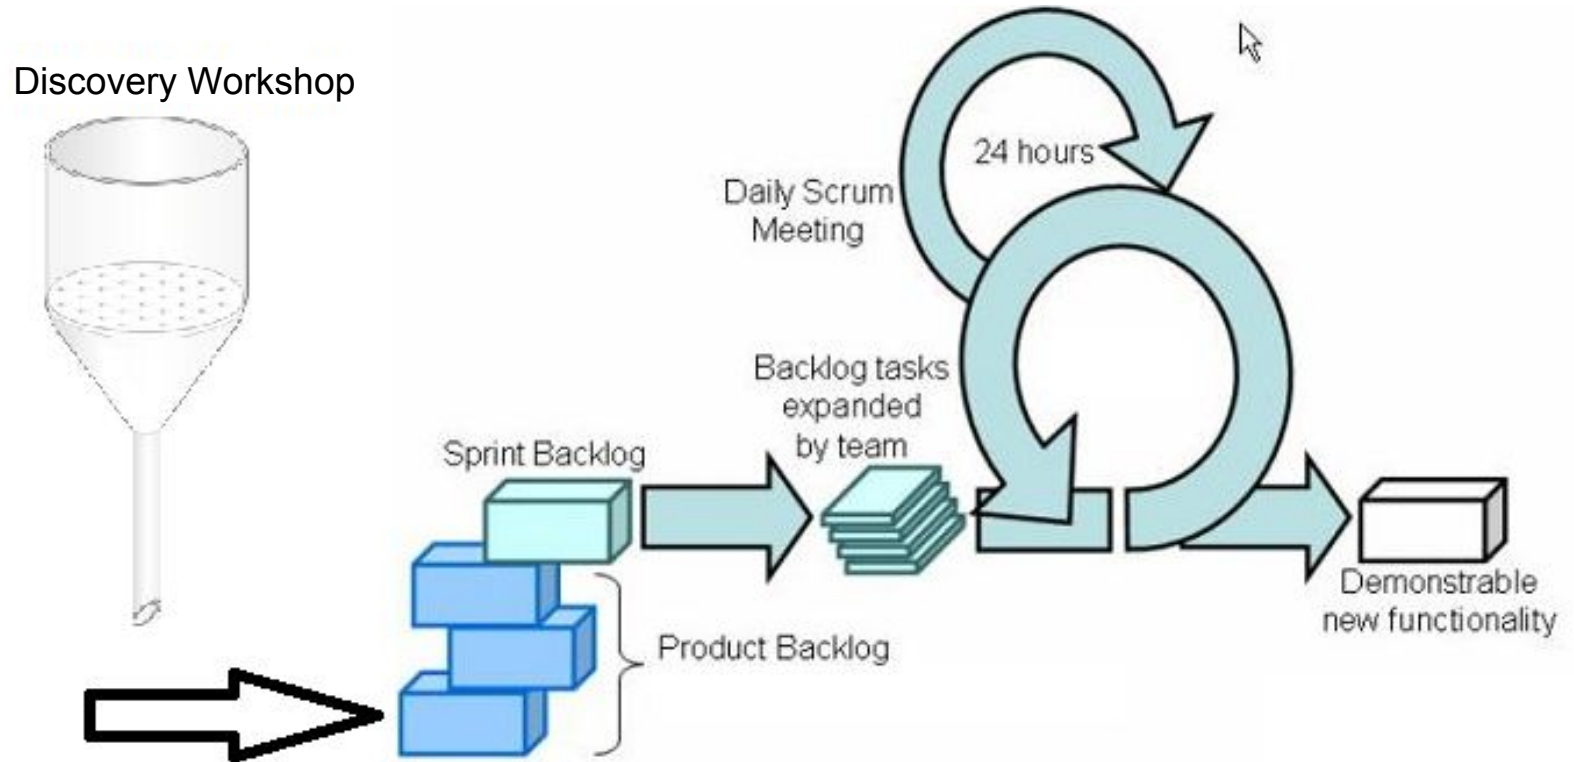 Discovery Workshop
24 hours
Daily Scrum
Meeting
Backlog tasks
expanded
by team
Sprint Backlog
Demonstrable
new functionality
Product Backlog